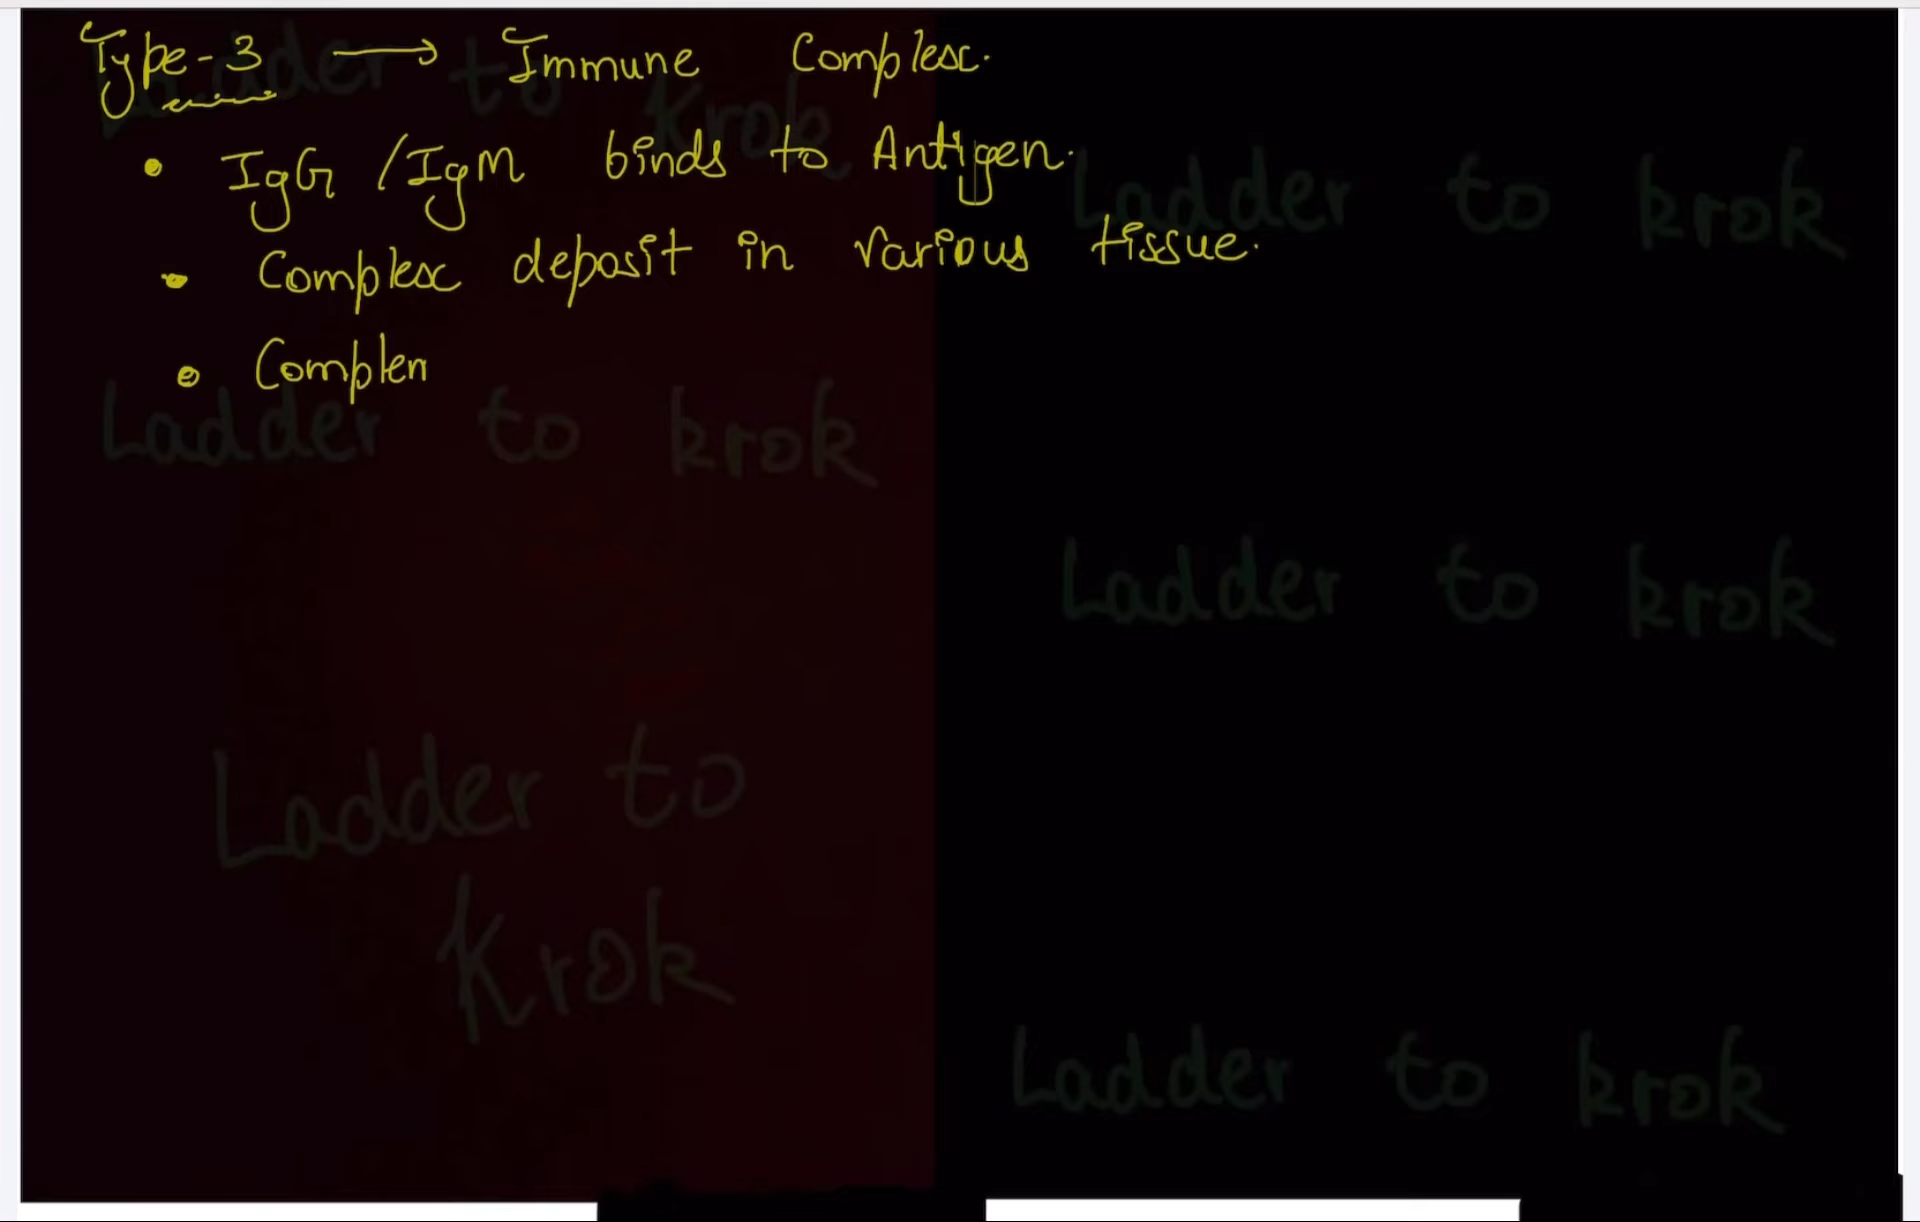 Type-3 → Immune Complex.
• IgG / IgM binds to Antigen.
• Complex deposit in various tissue.
• Complen
Ladder to Krok
Ladder to krok
Ladder to krok
Ladder to krok
Ladder to
Krok
Ladder to krok